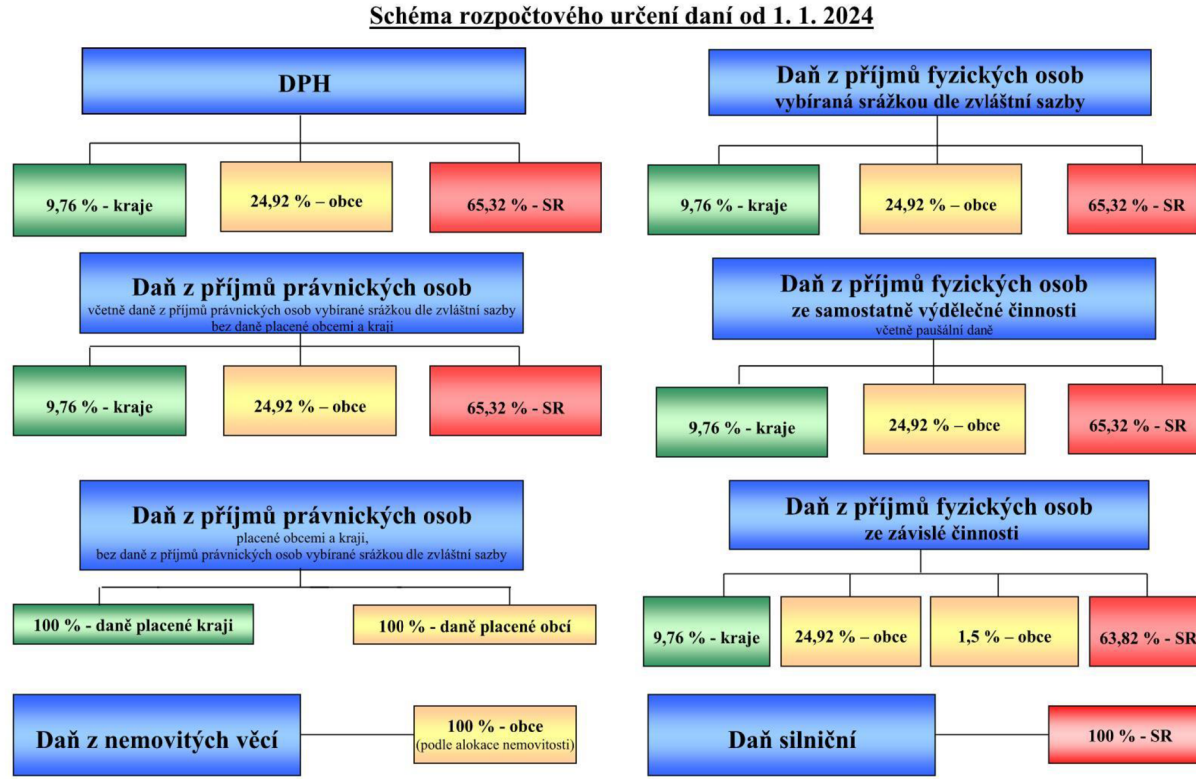 Schéma rozpočtového určení daní od 1. 1. 2024
DPH
9,76 % - kraje
24,92 % – obce
65,32 % - SR
Daň z příjmů fyzických osob
vybíraná srážkou dle zvláštní sazby
9,76 % - kraje
24,92 % – obce
65,32 % - SR
Daň z příjmů právnických osob
včetně daně z příjmů právnických osob vybírané srážkou dle zvláštní sazby
bez daně placené obcemi a kraji
9,76 % - kraje
24,92 % – obce
65,32 % - SR
Daň z příjmů fyzických osob
ze samostatně výdělečné činnosti
včetně paušální daně
9,76 % - kraje
24,92 % – obce
65,32 % - SR
Daň z příjmů právnických osob
placené obcemi a kraji,
bez daně z příjmů právnických osob vybírané srážkou dle zvláštní sazby
100 % - daně placené kraji
100 % - daně placené obcí
Daň z příjmů fyzických osob
ze závislé činnosti
9,76 % - kraje
24,92 % – obce
1,5 % – obce
63,82 % - SR
Daň z nemovitých věcí
100 % - obce
(podle alokace nemovitosti)
Daň silniční
100 % - SR